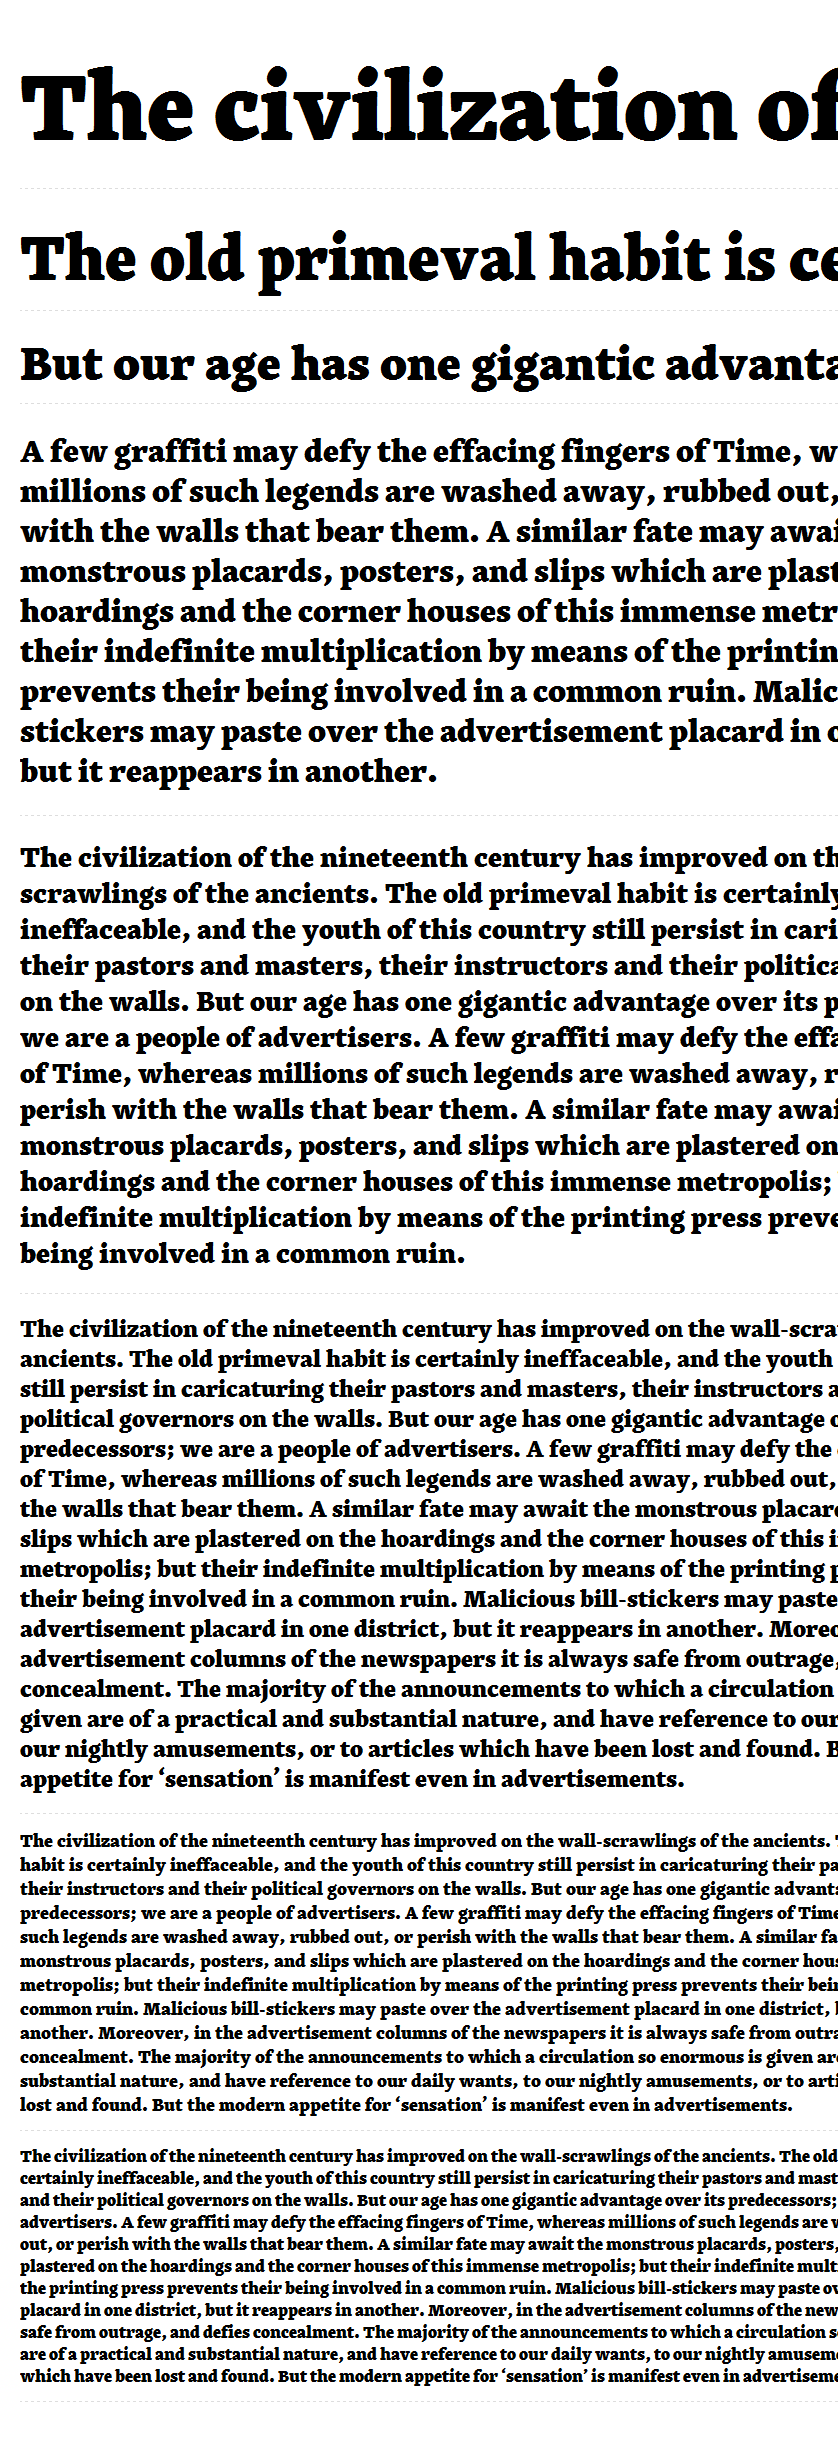 The civilization of
The old primeval habit is ce
But our age has one gigantic advanta
A few graffiti may defy the effacing fingers of Time, w
millions of such legends are washed away, rubbed out,
with the walls that bear them. A similar fate may awai
monstrous placards, posters, and slips which are plast
hoardings and the corner houses of this immense metr
their indefinite multiplication by means of the printin
prevents their being involved in a common ruin. Malic
stickers may paste over the advertisement placard in o
but it reappears in another.
The civilization of the nineteenth century has improved on th
scrawlings of the ancients. The old primeval habit is certainly
ineffaceable, and the youth of this country still persist in cari
their pastors and masters, their instructors and their politica
on the walls. But our age has one gigantic advantage over its p
we are a people of advertisers. A few graffiti may defy the effa
of Time, whereas millions of such legends are washed away, r
perish with the walls that bear them. A similar fate may awai
monstrous placards, posters, and slips which are plastered on
hoardings and the corner houses of this immense metropolis;
indefinite multiplication by means of the printing press preve
being involved in a common ruin.
The civilization of the nineteenth century has improved on the wall-scra
ancients. The old primeval habit is certainly ineffaceable, and the youth
still persist in caricaturing their pastors and masters, their instructors a
political governors on the walls. But our age has one gigantic advantage o
predecessors; we are a people of advertisers. A few graffiti may defy the
of Time, whereas millions of such legends are washed away, rubbed out,
the walls that bear them. A similar fate may await the monstrous placard
slips which are plastered on the hoardings and the corner houses of this i
metropolis; but their indefinite multiplication by means of the printing p
their being involved in a common ruin. Malicious bill-stickers may paste
advertisement placard in one district, but it reappears in another. Moreo
advertisement columns of the newspapers it is always safe from outrage,
concealment. The majority of the announcements to which a circulation
given are of a practical and substantial nature, and have reference to our
our nightly amusements, or to articles which have been lost and found. B
appetite for ‘sensation’ is manifest even in advertisements.
The civilization of the nineteenth century has improved on the wall-scrawlings of the ancients. T
habit is certainly ineffaceable, and the youth of this country still persist in caricaturing their pa
their instructors and their political governors on the walls. But our age has one gigantic advanta
predecessors; we are a people of advertisers. A few graffiti may defy the effacing fingers of Time
such legends are washed away, rubbed out, or perish with the walls that bear them. A similar fa
monstrous placards, posters, and slips which are plastered on the hoardings and the corner hous
metropolis; but their indefinite multiplication by means of the printing press prevents their bein
common ruin. Malicious bill-stickers may paste over the advertisement placard in one district, b
another. Moreover, in the advertisement columns of the newspapers it is always safe from outra
concealment. The majority of the announcements to which a circulation so enormous is given are
substantial nature, and have reference to our daily wants, to our nightly amusements, or to arti
lost and found. But the modern appetite for ‘sensation’ is manifest even in advertisements.
The civilization of the nineteenth century has improved on the wall-scrawlings of the ancients. The old
certainly ineffaceable, and the youth of this country still persist in caricaturing their pastors and mast
and their political governors on the walls. But our age has one gigantic advantage over its predecessors;
advertisers. A few graffiti may defy the effacing fingers of Time, whereas millions of such legends are w
out, or perish with the walls that bear them. A similar fate may await the monstrous placards, posters,
plastered on the hoardings and the corner houses of this immense metropolis; but their indefinite mult
the printing press prevents their being involved in a common ruin. Malicious bill-stickers may paste ov
placard in one district, but it reappears in another. Moreover, in the advertisement columns of the new
safe from outrage, and defies concealment. The majority of the announcements to which a circulation s
are of a practical and substantial nature, and have reference to our daily wants, to our nightly amusem
which have been lost and found. But the modern appetite for ‘sensation’ is manifest even in advertiseme